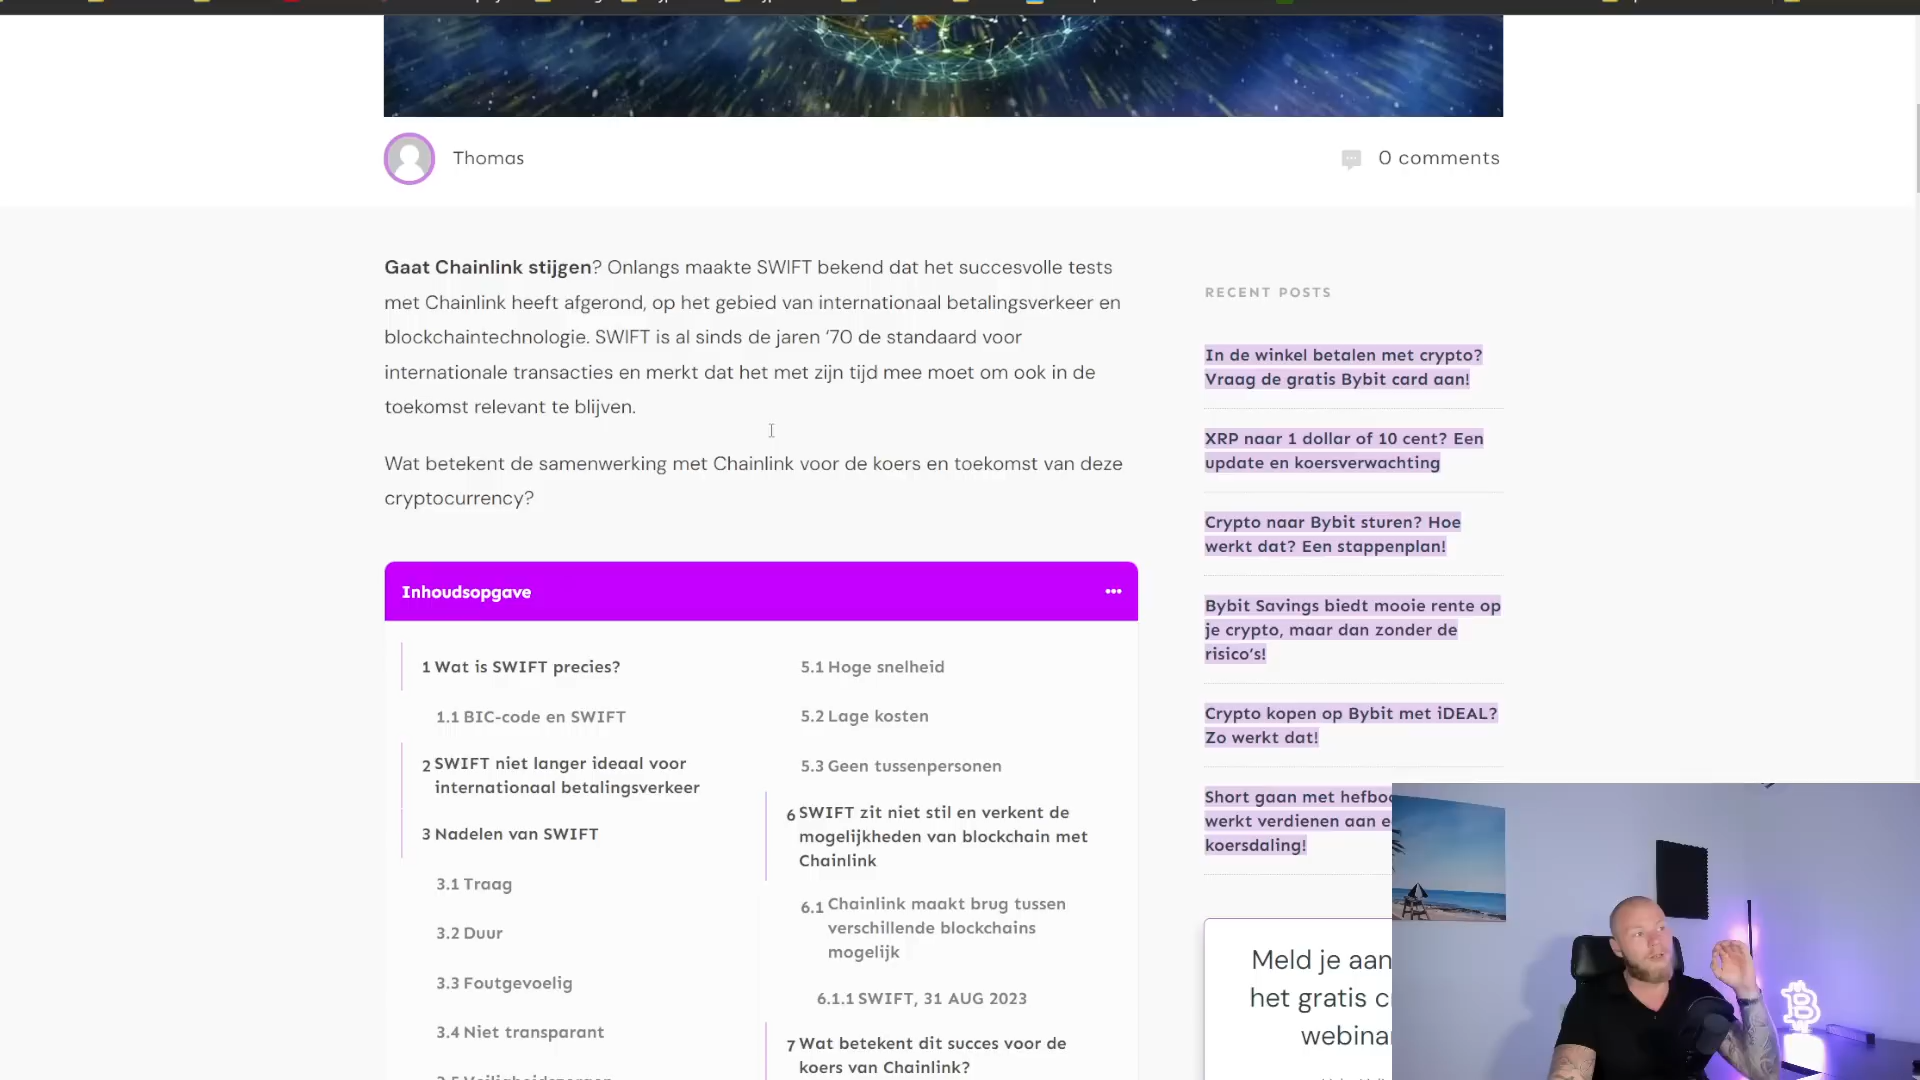 Thomas
0 comments
Gaat Chainlink stijgen? Onlangs maakte SWIFT bekend dat het succesvolle tests
met Chainlink heeft afgerond, op het gebied van internationaal betalingsverkeer en
blockchaintechnologie. SWIFT is al sinds de jaren '70 de standaard voor
internationale transacties en merkt dat het met zijn tijd mee moet om ook in de
toekomst relevant te blijven.
Wat betekent de samenwerking met Chainlink voor de koers en toekomst van deze
cryptocurrency?
Inhoudsopgave
1 Wat is SWIFT precies?
1.1 BIC-code en SWIFT
2 SWIFT niet langer ideaal voor
internationaal betalingsverkeer
3 Nadelen van SWIFT
3.1 Traag
3.2 Duur
3.3 Foutgevoelig
3.4 Niet transparant
5.1 Hoge snelheid
5.2 Lage kosten
5.3 Geen tussenpersonen
6 SWIFT zit niet stil en verkent de
mogelijkheden van blockchain met
Chainlink
6.1 Chainlink maakt brug tussen
verschillende blockchains
mogelijk
6.1.1 SWIFT, 31 AUG 2023
7 Wat betekent dit succes voor de
koers van Chainlink?
RECENT POSTS
In de winkel betalen met crypto?
Vraag de gratis Bybit card aan!
XRP naar 1 dollar of 10 cent? Een
update en koersverwachting
Crypto naar Bybit sturen? Hoe
werkt dat? Een stappenplan!
Bybit Savings biedt mooie rente op
je crypto, maar dan zonder de
risico's!
Crypto kopen op Bybit met iDEAL?
Zo werkt dat!
Short gaan met
werkt verdienen aan
koersdaling!
Meld je aan
het gratis